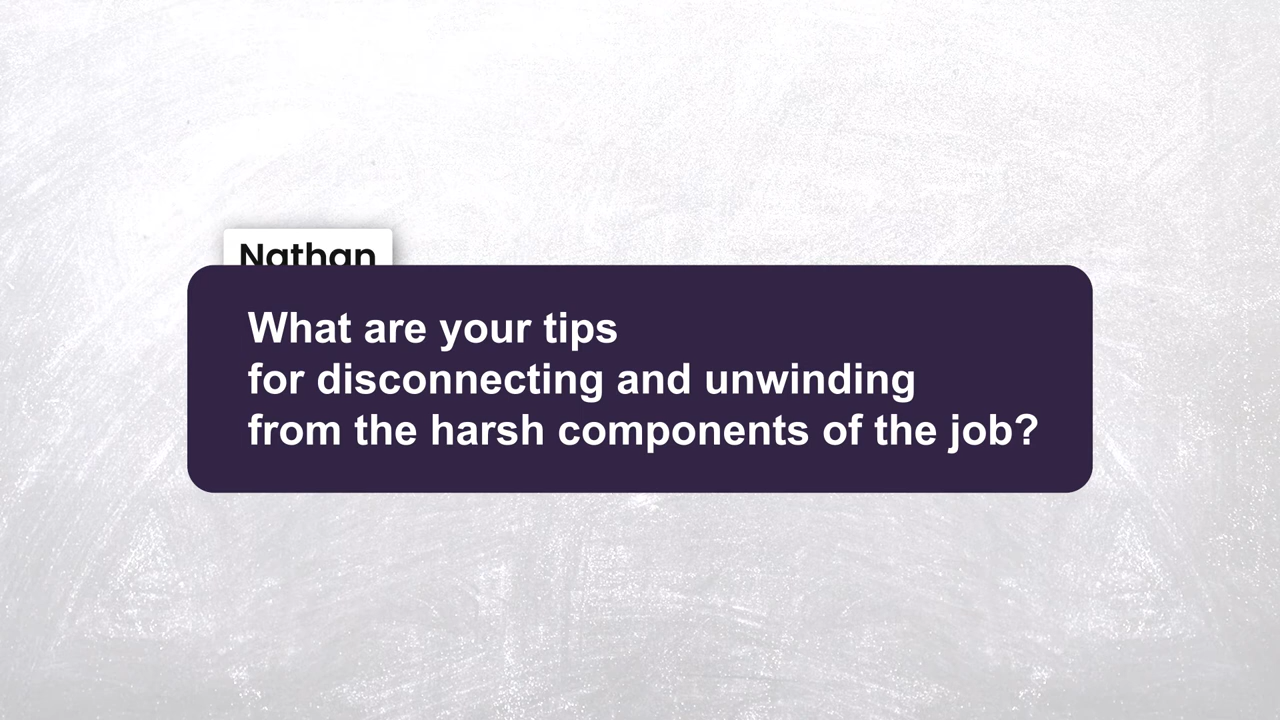 Nathan
What are your tips
for disconnecting and unwinding
from the harsh components of the job?